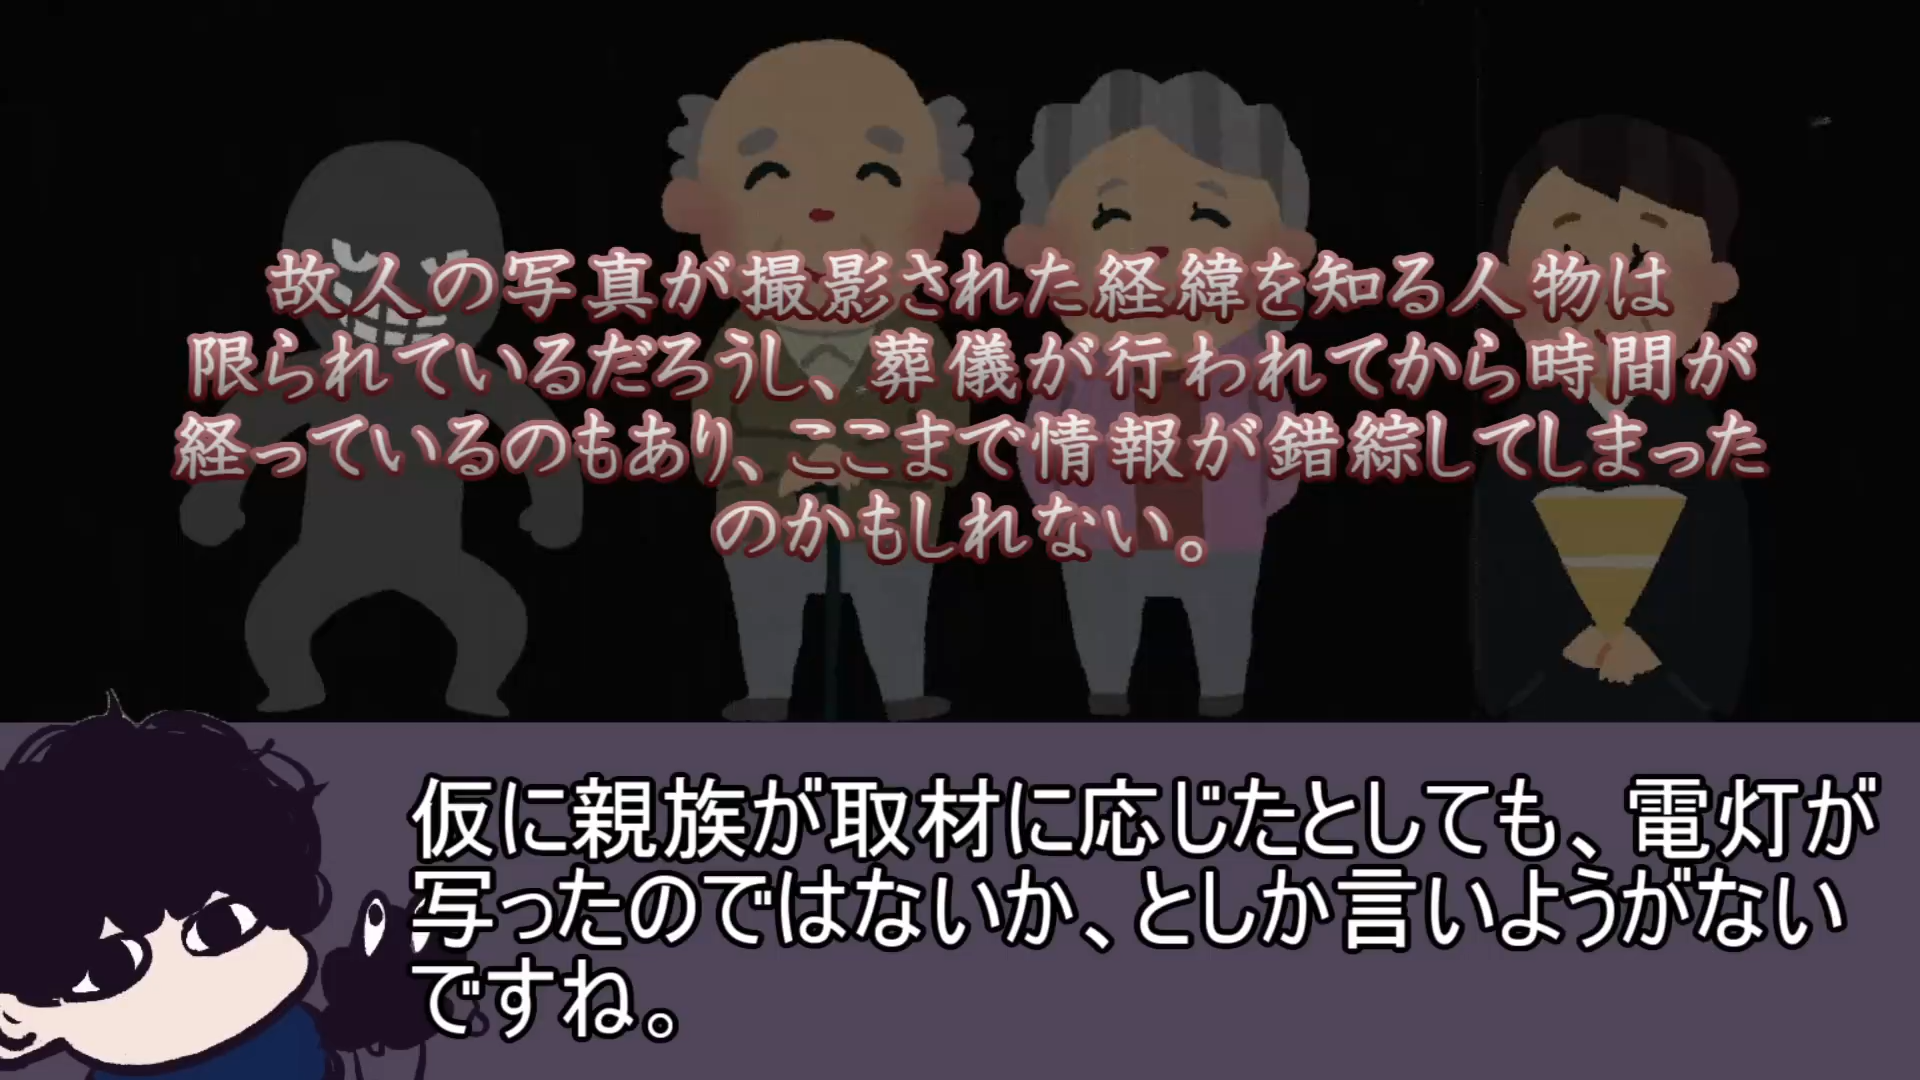 故人の写真が撮影された経緯を知る人物は
限られているだろうし、葬儀が行われてから時間が
経っているのもあり、ここまで情報が錯綜してしまった
のかもしれない。
仮に親族が取材に応じたとしても、電灯が
写ったのではないか、としか言いようがない
ですね。